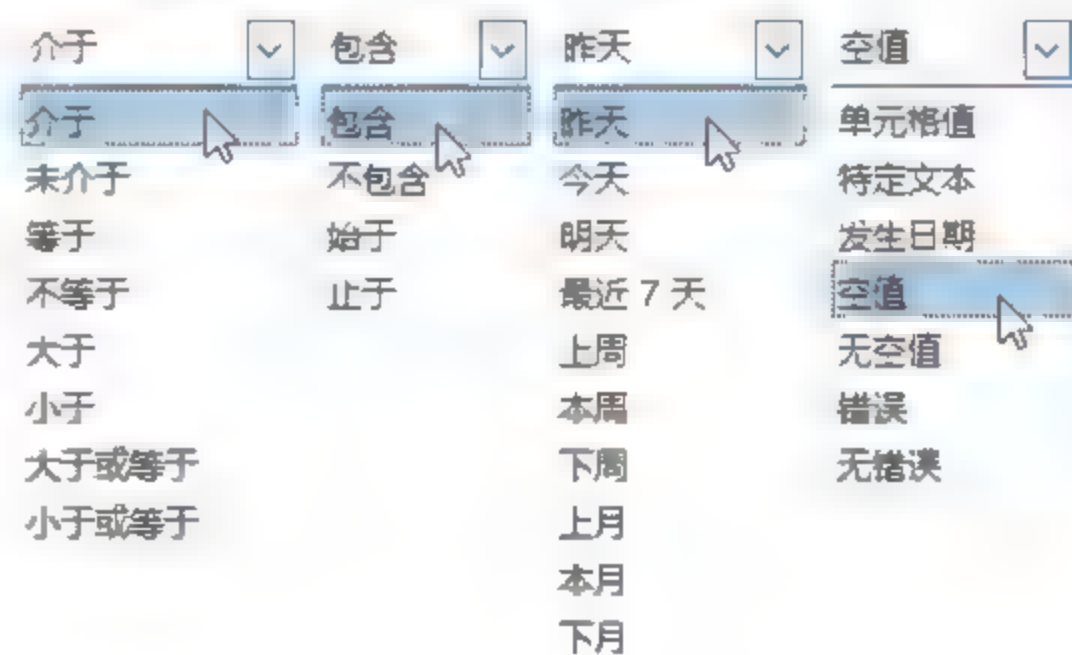 介于
介于
未介于
等于
不等于
大于
小于
大于或等于
小于或等于
包含
包含
不包含
始于
止于
昨天
昨天
今天
明天
最近 7 天
上周
本周
下周
上月
本月
下月
空值
单元格值
特定文本
发生日期
空值
无空值
错误
无错误